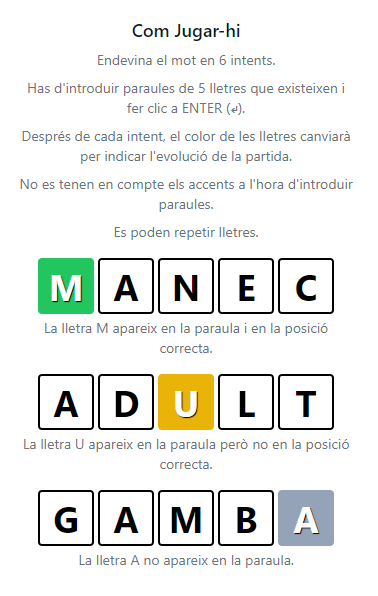 Com Jugar-hi
Endevina el mot en 6 intents.
Has d'introduir paraules de 5 lletres que existeixen i
fer clic a ENTER (↵).
Després de cada intent, el color de les lletres canviarà
per indicar l'evolució de la partida.
No es tenen en compte els accents a l'hora d'introduir
paraules.
Es poden repetir lletres.
M A N E C
La lletra M apareix en la paraula i en la posició
correcta.
A D U L T
La lletra U apareix en la paraula però no en la posició
correcta.
G A M B A
La lletra A no apareix en la paraula.